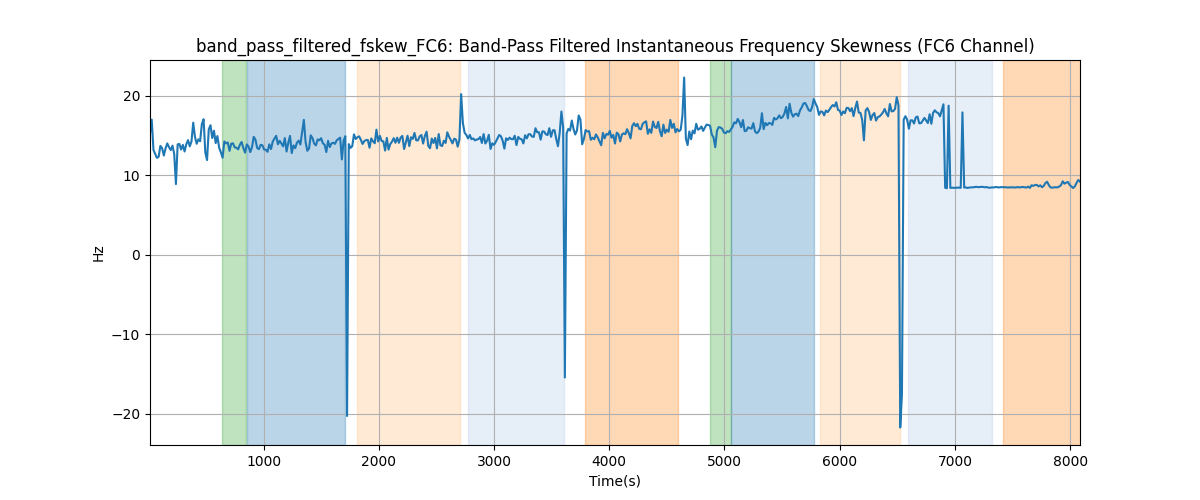 band_pass_filtered_fskew_FC6: Band-Pass Filtered Instantaneous Frequency Skewness (FC6 Channel)
20
10
0
−10
−20
Hz
1000 2000 3000 4000 5000 6000 7000 8000
Time(s)